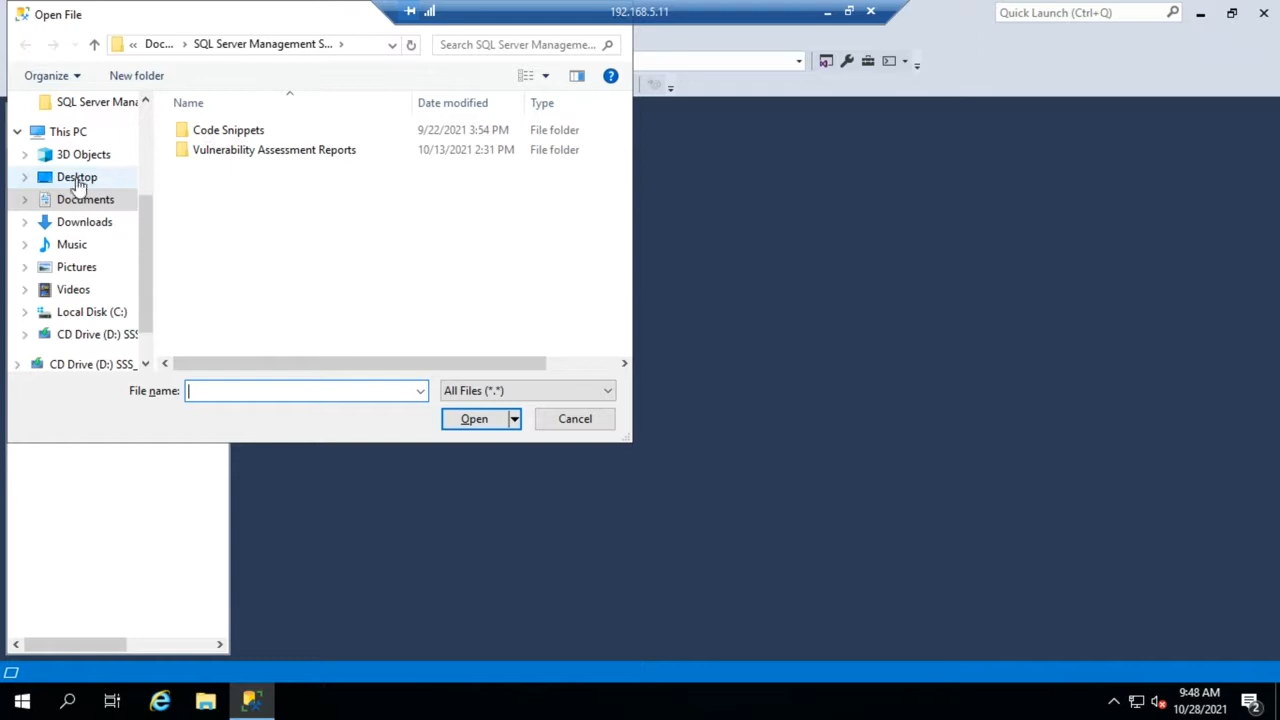 Open File
192.168.5.11
Quick Launch (Ctrl+Q)
« Doc... > SQL Server Management S... >
Search SQL Server Manageme...
Organize
New folder
Name
Date modified
Type
SQL Server Mana
This PC
3D Objects
Desktop
Documents
Downloads
Music
Pictures
Videos
Local Disk (C:)
CD Drive (D:) SSS
CD Drive (D:) SSS_
Code Snippets
9/22/2021 3:54 PM
File folder
Vulnerability Assessment Reports
10/13/2021 2:31 PM
File folder
File name:
All Files (*.*)
Open
Cancel
9:48 AM
10/28/2021
2